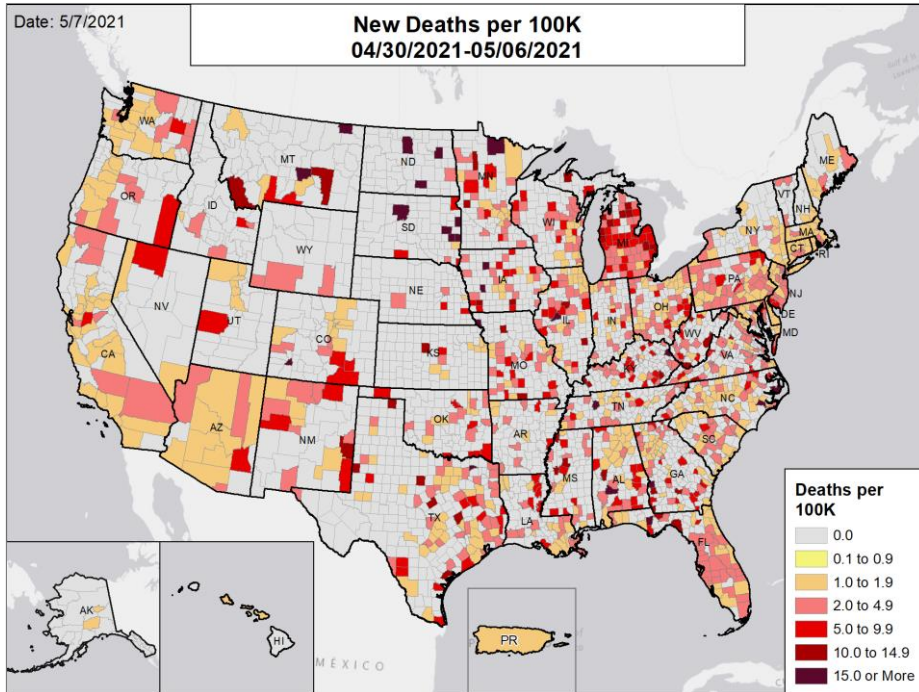 Date: 5/7/2021
New Deaths per 100K
04/30/2021-05/06/2021
WA
MT
ND
MN
ME
OR
ID
SD
WI
VT
NH
NY
MA
CT
RI
WY
MI
IA
NE
PA
NJ
NV
UT
CO
IL
IN
OH
DE
MD
WV
CA
KS
MO
KY
VA
AZ
NM
OK
AR
TN
NC
SC
MS
AL
GA
TX
LA
FL
AK
HI
PR
MÉXICO
Deaths per
100K
0.0
0.1 to 0.9
1.0 to 1.9
2.0 to 4.9
5.0 to 9.9
10.0 to 14.9
15.0 or More